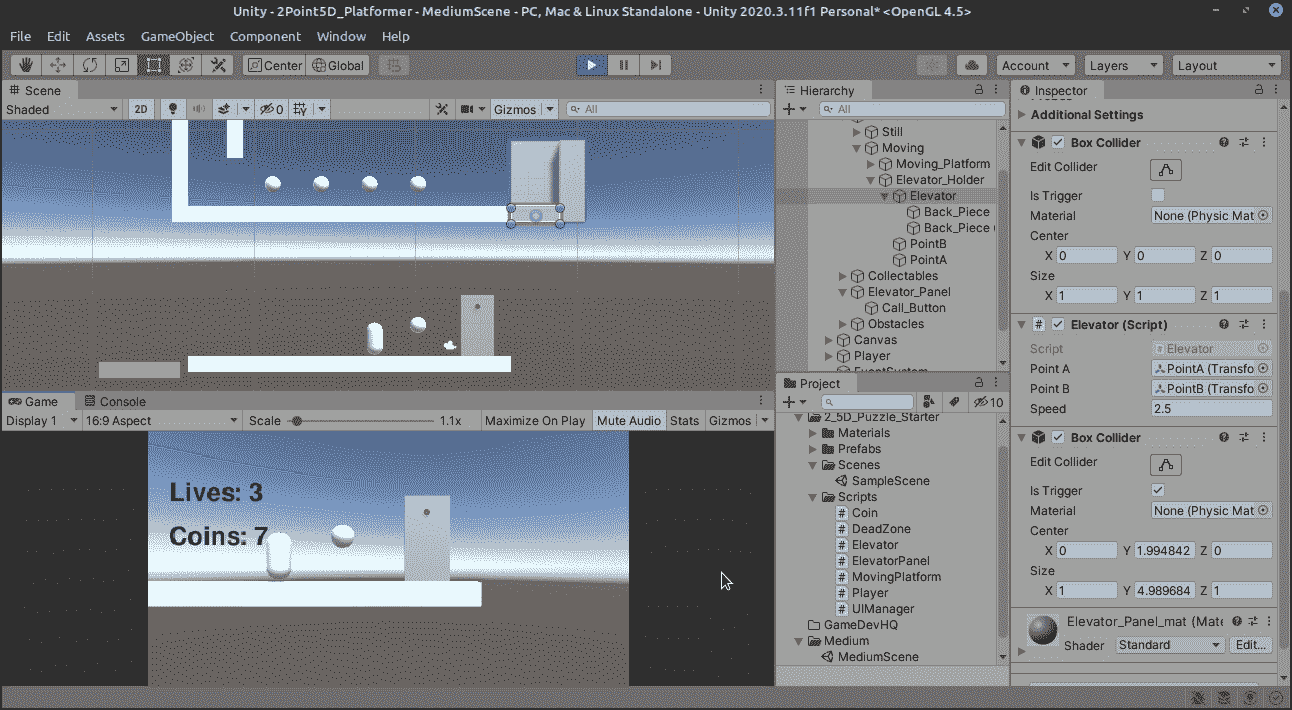 Unity - 2Point5D_Platformer - MediumScene - PC, Mac & Linux Standalone - Unity 2020.3.11f1 Personal* <OpenGL 4.5>
File Edit Assets GameObject Component Window Help
Center Global Account Layers Layout
Scene
Shaded 2D 0 Gizmos All
Game Console
Display 1 16:9 Aspect Scale 1.1x Maximize On Play Mute Audio Stats Gizmos
Lives: 3
Coins: 7
Hierarchy
All
Still
Moving
Moving_Platform
Elevator_Holder
Elevator
Back_Piece
Back_Piece (
PointB
PointA
Collectables
Elevator_Panel
Call_Button
Obstacles
Canvas
Player
EventSystem
Project
10
2_5D_Puzzle_Starter
Materials
Prefabs
Scenes
SampleScene
Scripts
Coin
DeadZone
Elevator
ElevatorPanel
MovingPlatform
Player
UIManager
GameDevHQ
Medium
MediumScene
Inspector
Additional Settings
Box Collider
Edit Collider
Is Trigger
Material None (Physic Mat
Center
X 0 Y 0 Z 0
Size
X 1 Y 1 Z 1
# Elevator (Script)
Script Elevator
Point A PointA (Transfo
Point B PointB (Transfo
Speed 2.5
Box Collider
Edit Collider
Is Trigger
Material None (Physic Mat
Center
X 0 Y 1.994842 Z 0
Size
X 1 Y 4.989684 Z 1
Elevator_Panel_mat (Mate
Shader Standard Edit...